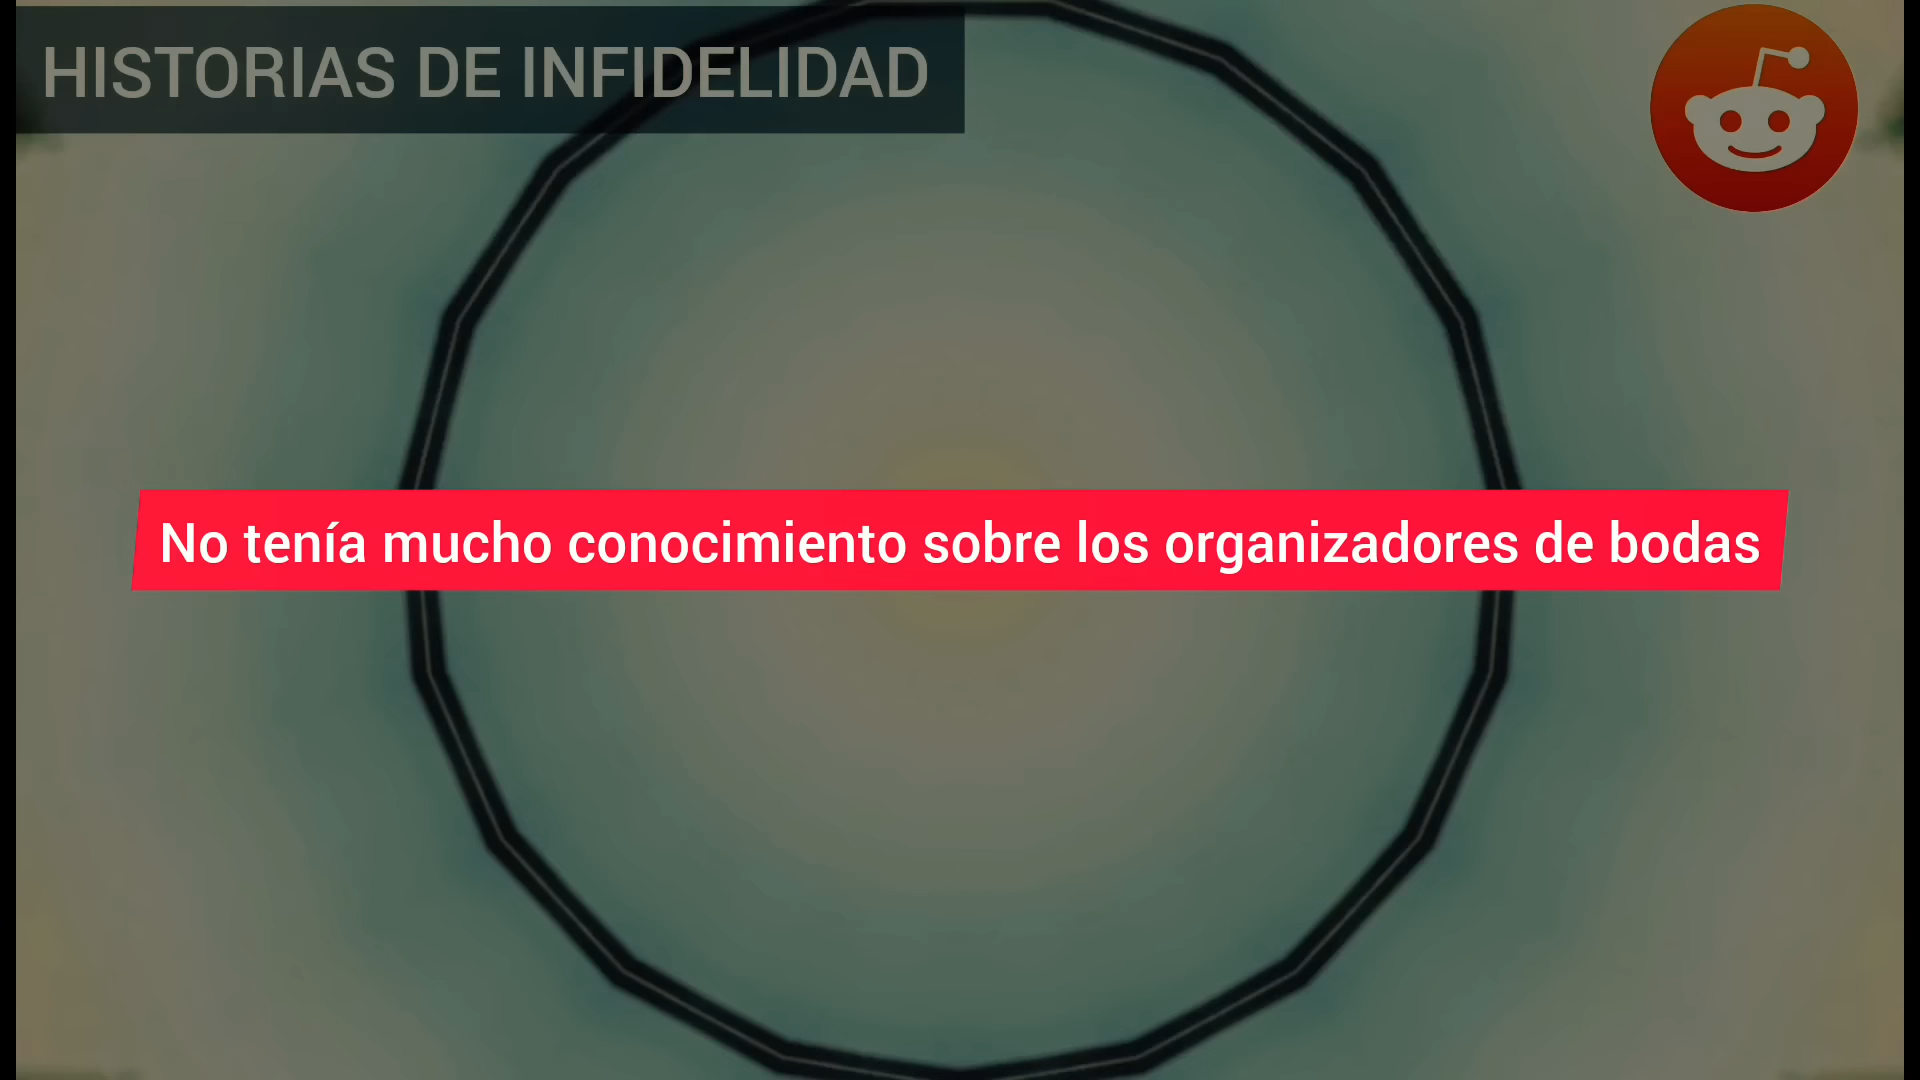 HISTORIAS DE INFIDELIDAD
No tenía mucho conocimiento sobre los organizadores de bodas